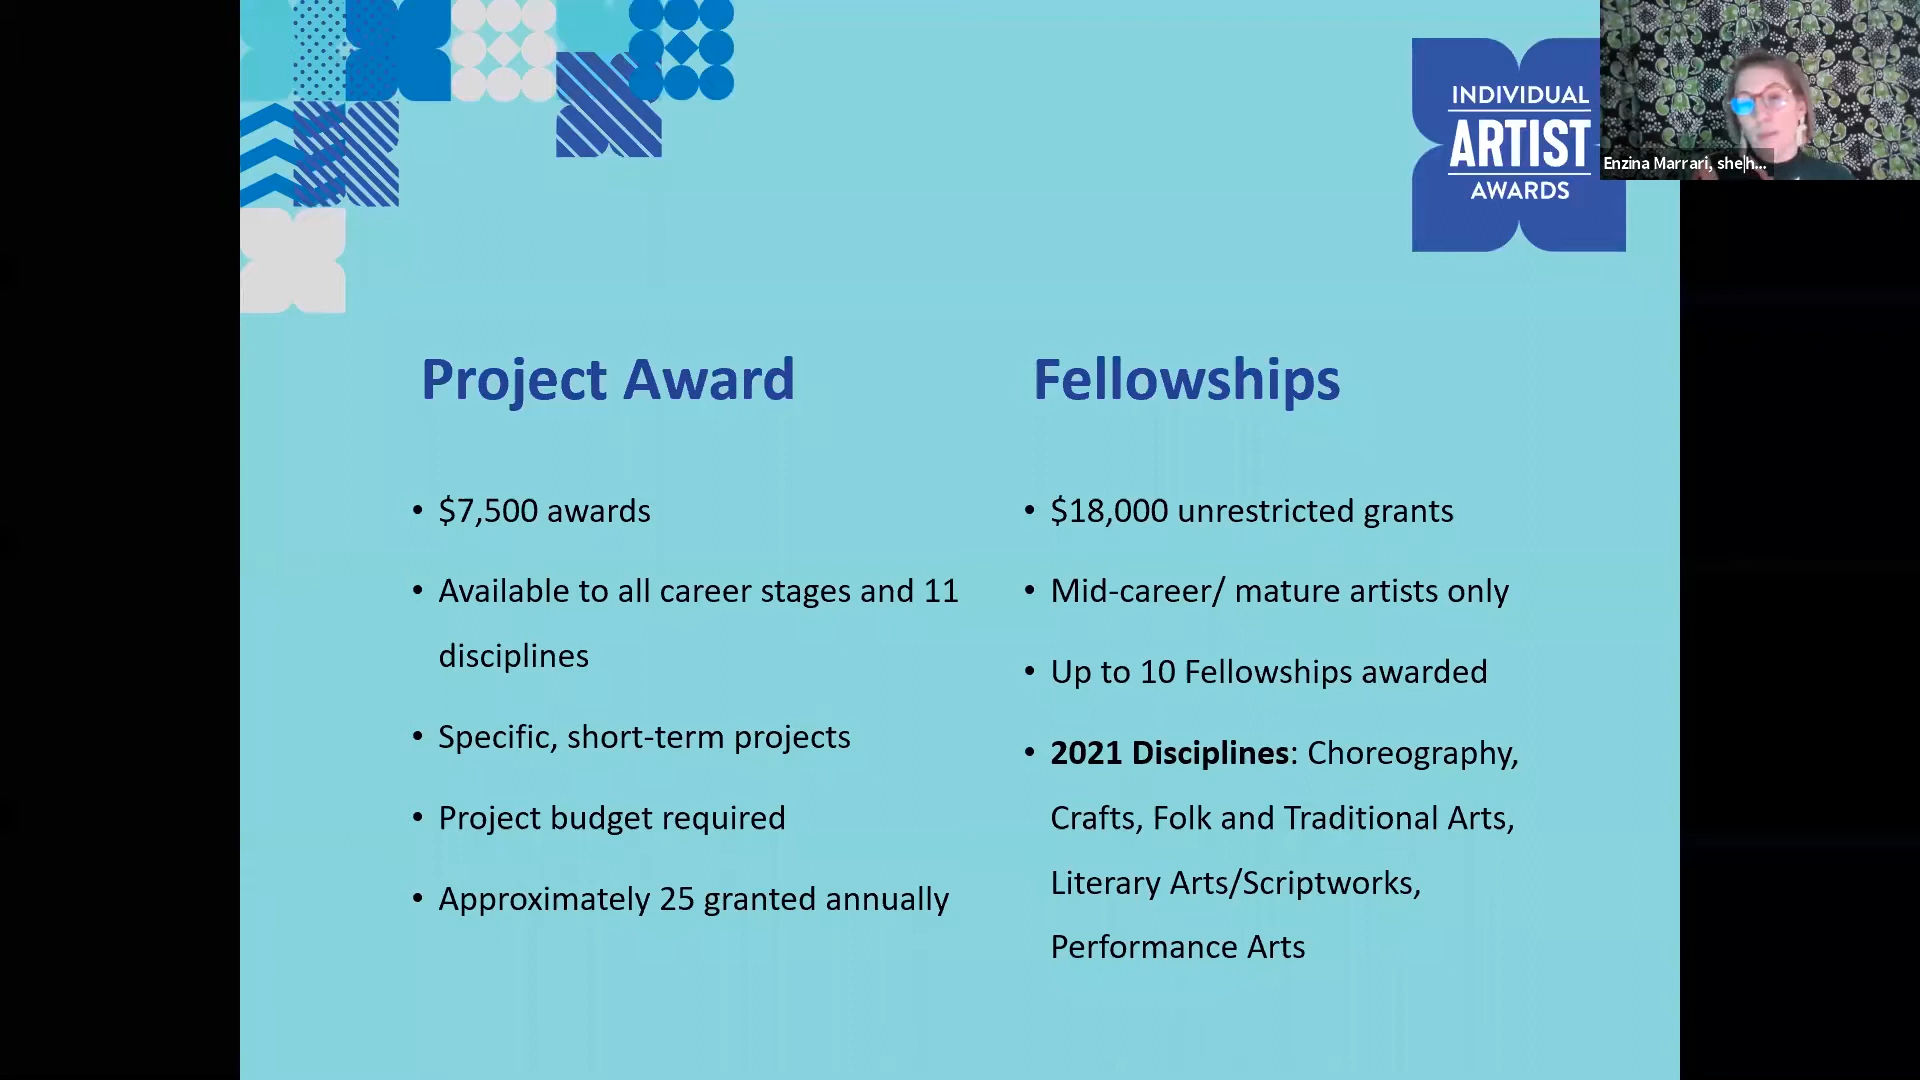 INDIVIDUAL
ARTIST
AWARDS
Enzina Marrari, she|h...
Project Award
• $7,500 awards
• Available to all career stages and 11
disciplines
• Specific, short-term projects
• Project budget required
• Approximately 25 granted annually
Fellowships
• $18,000 unrestricted grants
• Mid-career/ mature artists only
• Up to 10 Fellowships awarded
• 2021 Disciplines: Choreography,
Crafts, Folk and Traditional Arts,
Literary Arts/Scriptworks,
Performance Arts